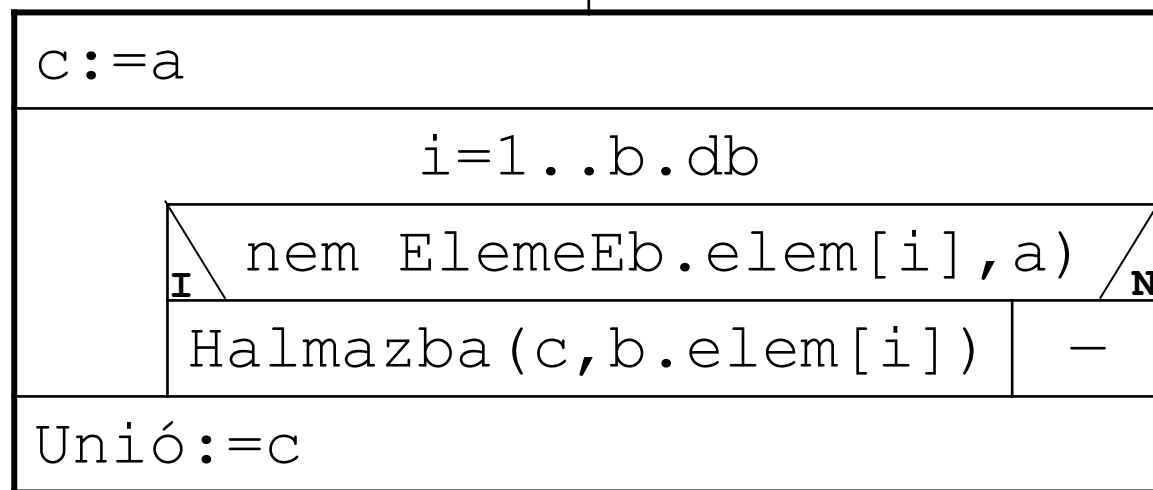 c:=a
i=1..b.db
nem ElemeEb.elem[i],a)
I
N
Halmazba(c,b.elem[i])
–
Unió:=c